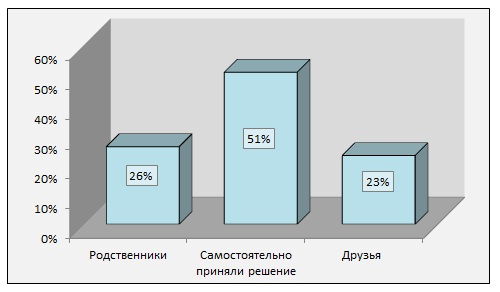 60%
50%
40%
30%
20%
10%
0%
26%
51%
23%
Родственники
Самостоятельно
приняли решение
Друзья